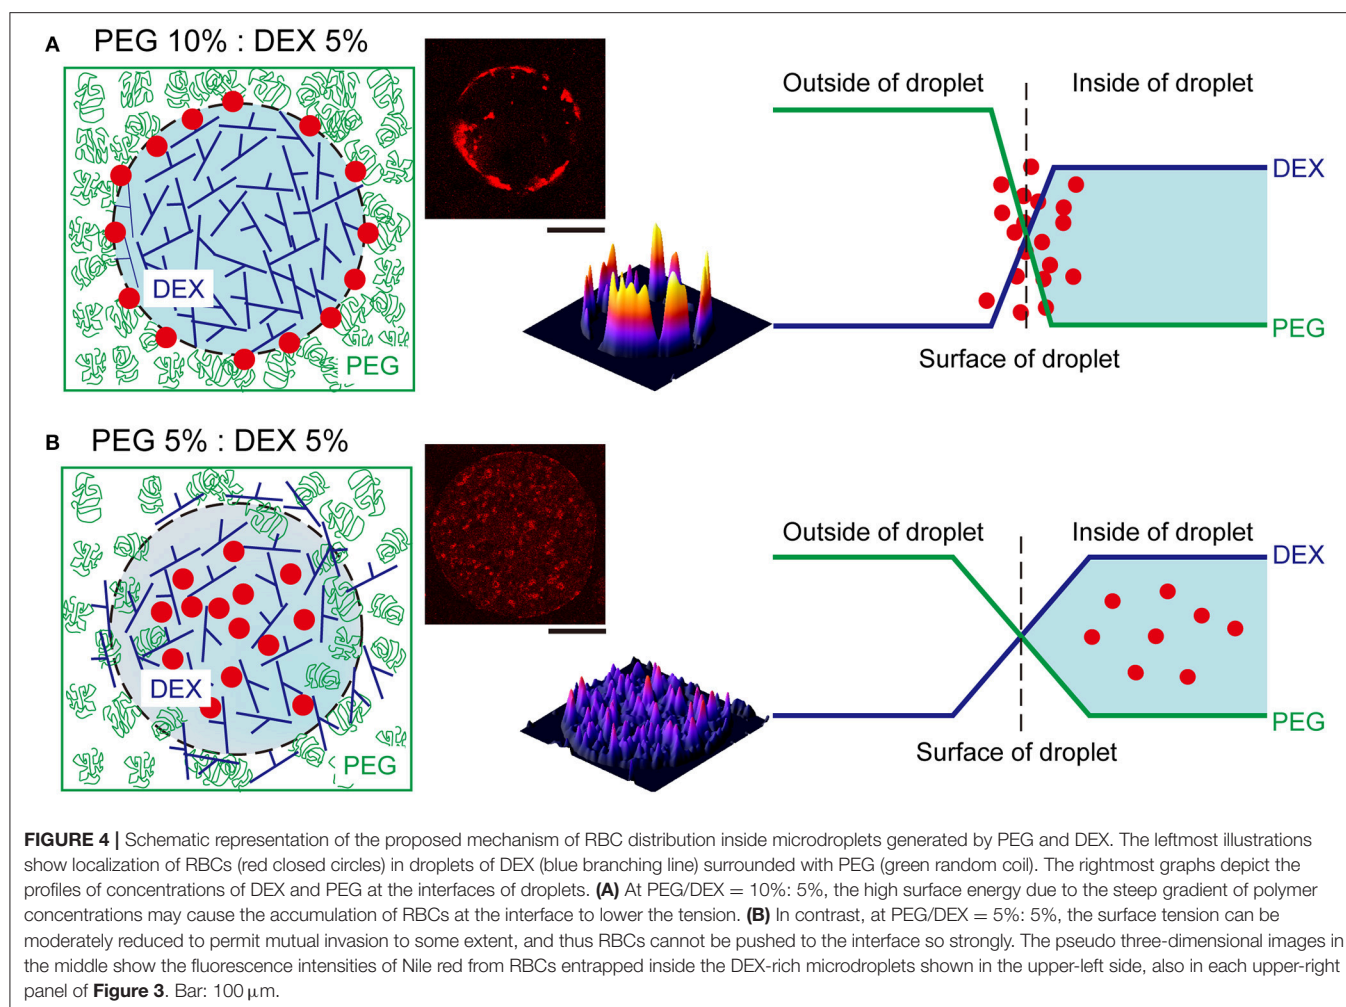 A PEG 10% : DEX 5%
DEX
PEG
Outside of droplet
Inside of droplet
DEX
PEG
Surface of droplet
B PEG 5% : DEX 5%
DEX
PEG
Outside of droplet
Inside of droplet
DEX
PEG
Surface of droplet
FIGURE 4 | Schematic representation of the proposed mechanism of RBC distribution inside microdroplets generated by PEG and DEX. The leftmost illustrations
show localization of RBCs (red closed circles) in droplets of DEX (blue branching line) surrounded with PEG (green random coil). The rightmost graphs depict the
profiles of concentrations of DEX and PEG at the interfaces of droplets. (A) At PEG/DEX = 10%: 5%, the high surface energy due to the steep gradient of polymer
concentrations may cause the accumulation of RBCs at the interface to lower the tension. (B) In contrast, at PEG/DEX = 5%: 5%, the surface tension can be
moderately reduced to permit mutual invasion to some extent, and thus RBCs cannot be pushed to the interface so strongly. The pseudo three-dimensional images in
the middle show the fluorescence intensities of Nile red from RBCs entrapped inside the DEX-rich microdroplets shown in the upper-left side, also in each upper-right
panel of Figure 3. Bar: 100 μm.